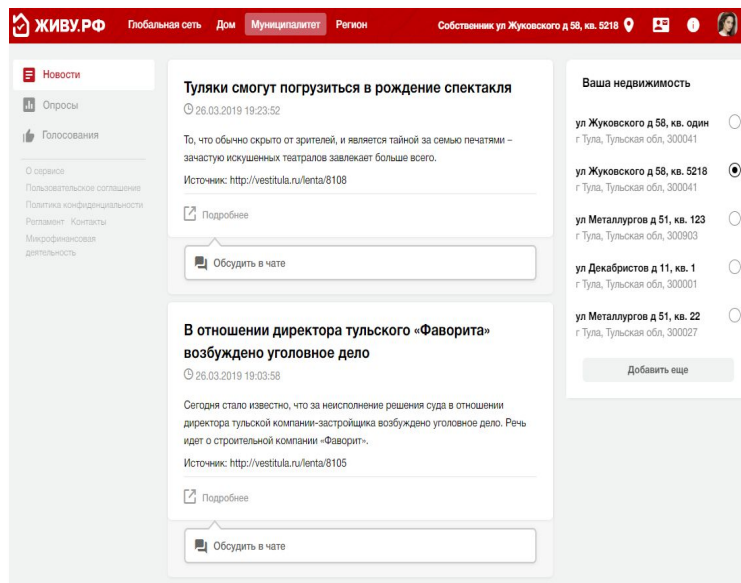 ЖИВУ.РФ Глобальная сеть Дом Муниципалитет Регион Собственник ул Жуковского д 58, кв. 5218
Новости
Опросы
Голосования
О сервисе
Пользовательское соглашение
Политика конфиденциальности
Регламент Контакты
Микрофинансовая
деятельность
Туляки смогут погрузиться в рождение спектакля
26.03.2019 19:23:52
То, что обычно скрыто от зрителей, и является тайной за семью печатями –
зачастую искушенных театралов завлекает больше всего.
Источник: http://vestitula.ru/lenta/8108
Подробнее
Обсудить в чате
В отношении директора тульского «Фаворита»
возбуждено уголовное дело
26.03.2019 19:03:58
Сегодня стало известно, что за неисполнение решения суда в отношении
директора тульской компании-застройщика возбуждено уголовное дело. Речь
идет о строительной компании «Фаворит».
Источник: http://vestitula.ru/lenta/8105
Подробнее
Обсудить в чате
Ваша недвижимость
ул Жуковского д 58, кв. один
г Тула, Тульская обл, 300041
ул Жуковского д 58, кв. 5218
г Тула, Тульская обл, 300041
ул Металлургов д 51, кв. 123
г Тула, Тульская обл, 300903
ул Декабристов д 11, кв. 1
г Тула, Тульская обл, 300001
ул Металлургов д 51, кв. 22
г Тула, Тульская обл, 300027
Добавить еще